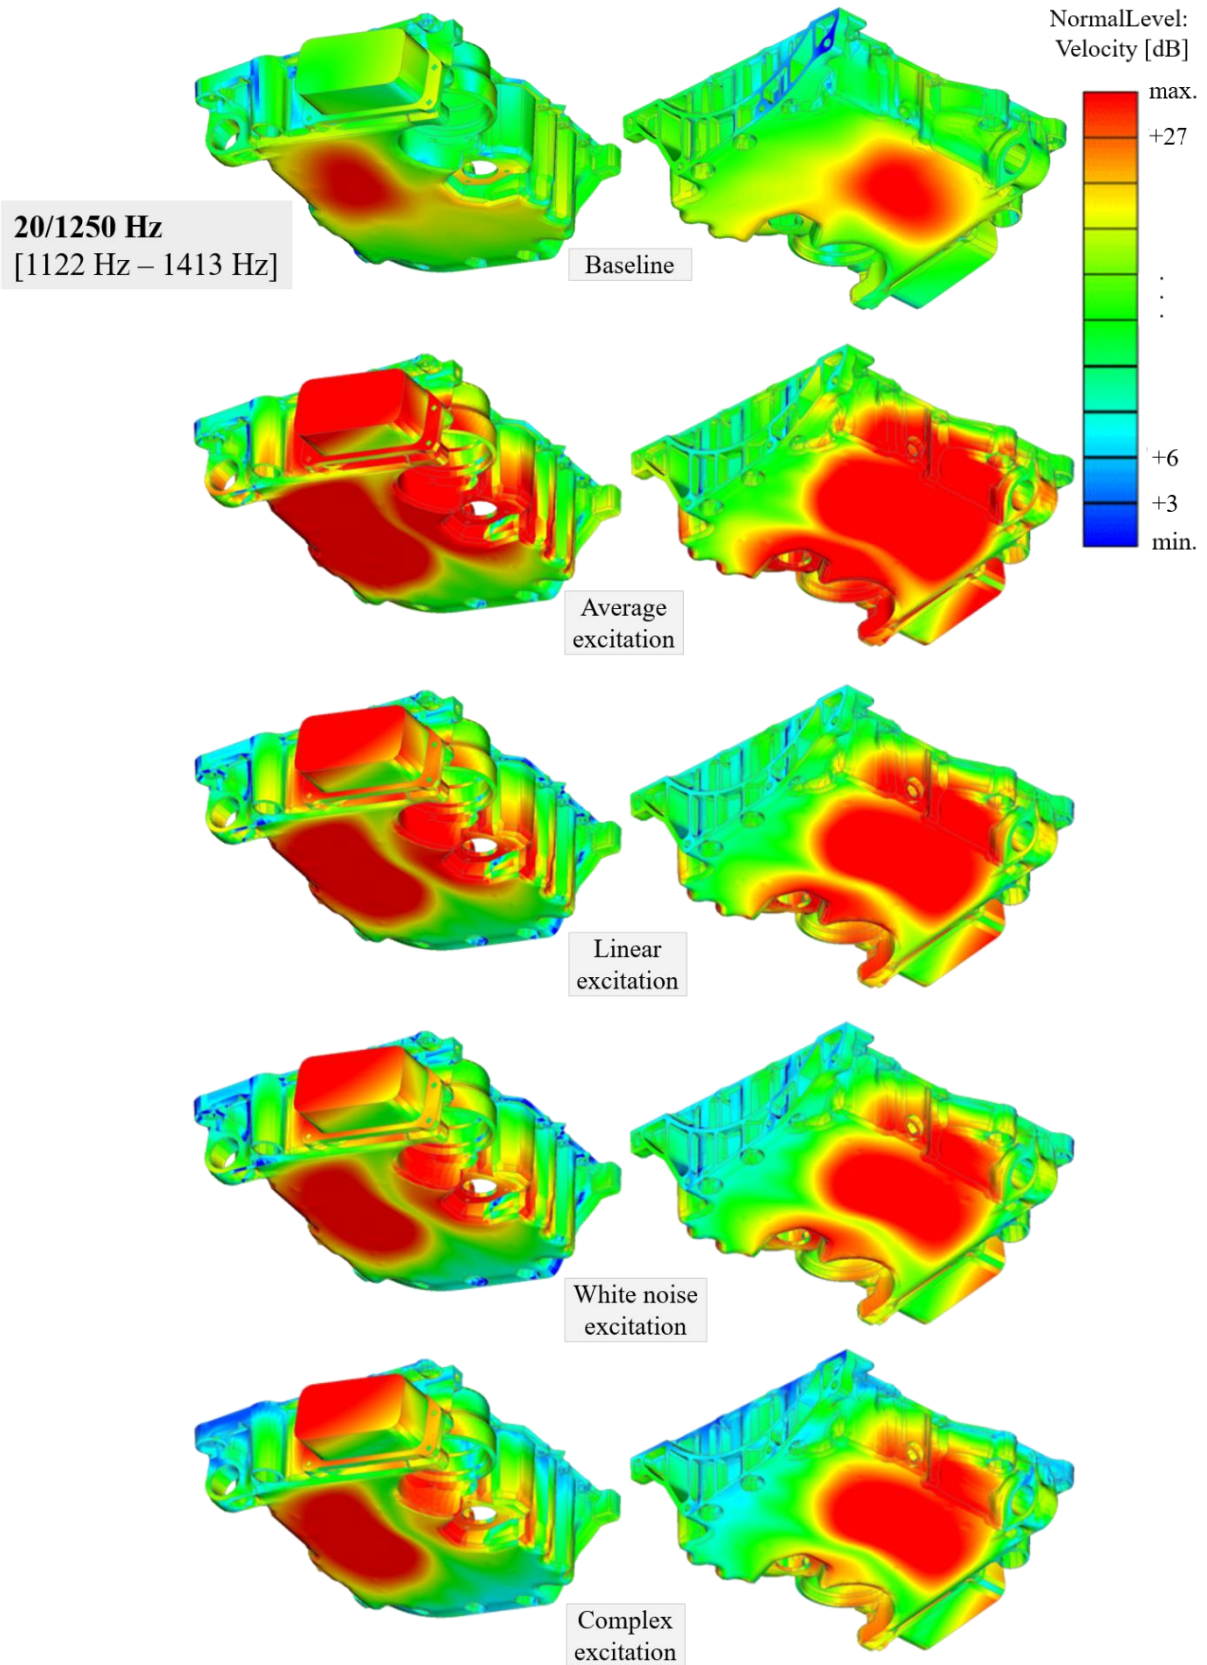 NormalLevel:
Velocity [dB]
max.
+27
.
.
.
+6
+3
min.
20/1250 Hz
[1122 Hz – 1413 Hz]
Baseline
Average
excitation
Linear
excitation
White noise
excitation
Complex
excitation